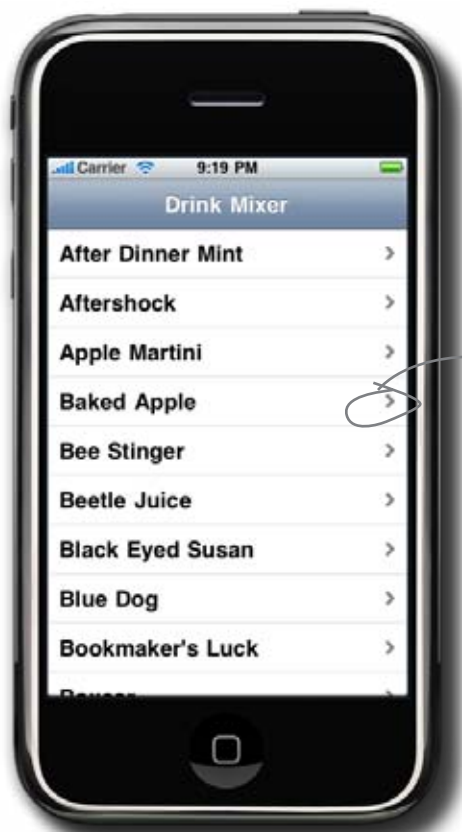 Carrier 9:19 PM
Drink Mixer
After Dinner Mint
Aftershock
Apple Martini
Baked Apple
Bee Stinger
Beetle Juice
Black Eyed Susan
Blue Dog
Bookmaker's Luck